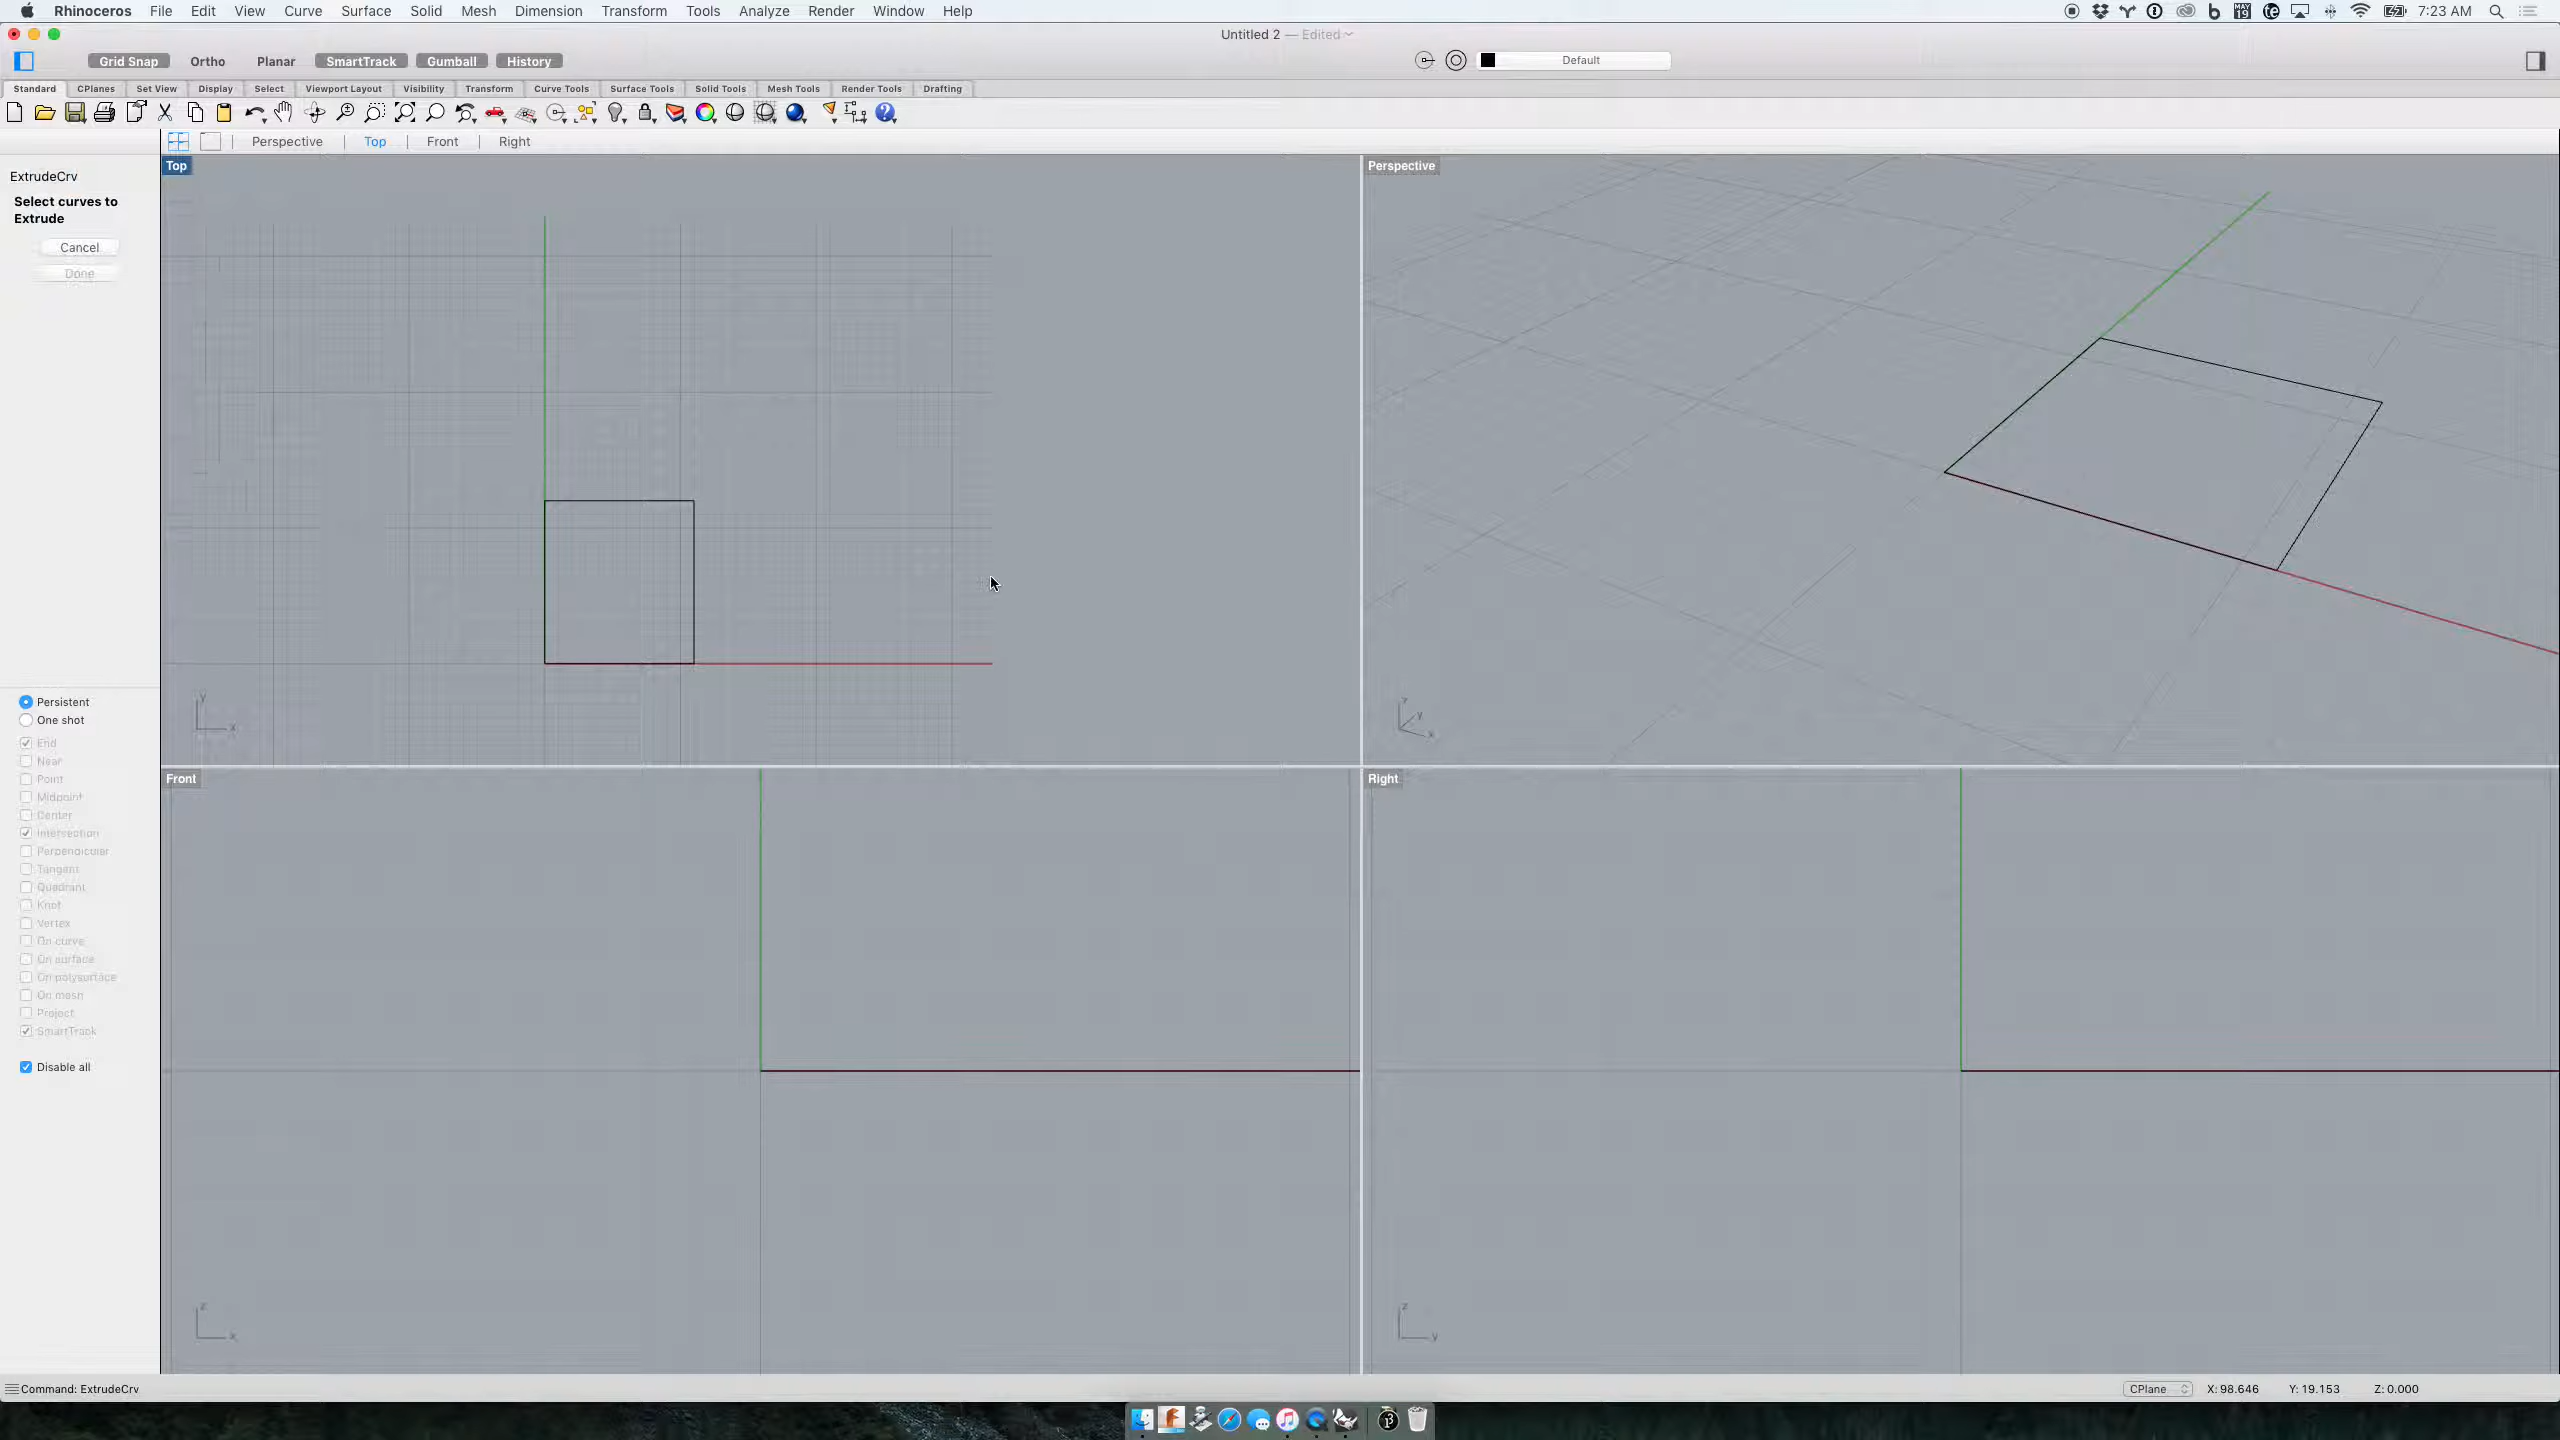 Rhinoceros File Edit View Curve Surface Solid Mesh Dimension Transform Tools Analyze Render Window Help
MAY 19 7:23 AM
Untitled 2 — Edited
Grid Snap Ortho Planar SmartTrack Gumball History
Default
Standard CPlanes Set View Display Select Viewport Layout Visibility Transform Curve Tools Surface Tools Solid Tools Mesh Tools Render Tools Drafting
Perspective Top Front Right
Top
Perspective
ExtrudeCrv
Select curves to
Extrude
Cancel
Done
Persistent
One shot
End
Near
Point
Midpoint
Center
Intersection
Perpendicular
Tangent
Quadrant
Knot
Vertex
On curve
On surface
On polysurface
On mesh
Project
SmartTrack
Disable all
y
x
z
y
x
Front
Right
z
x
z
y
Command: ExtrudeCrv
CPlane X: 98.646 Y: 19.153 Z: 0.000